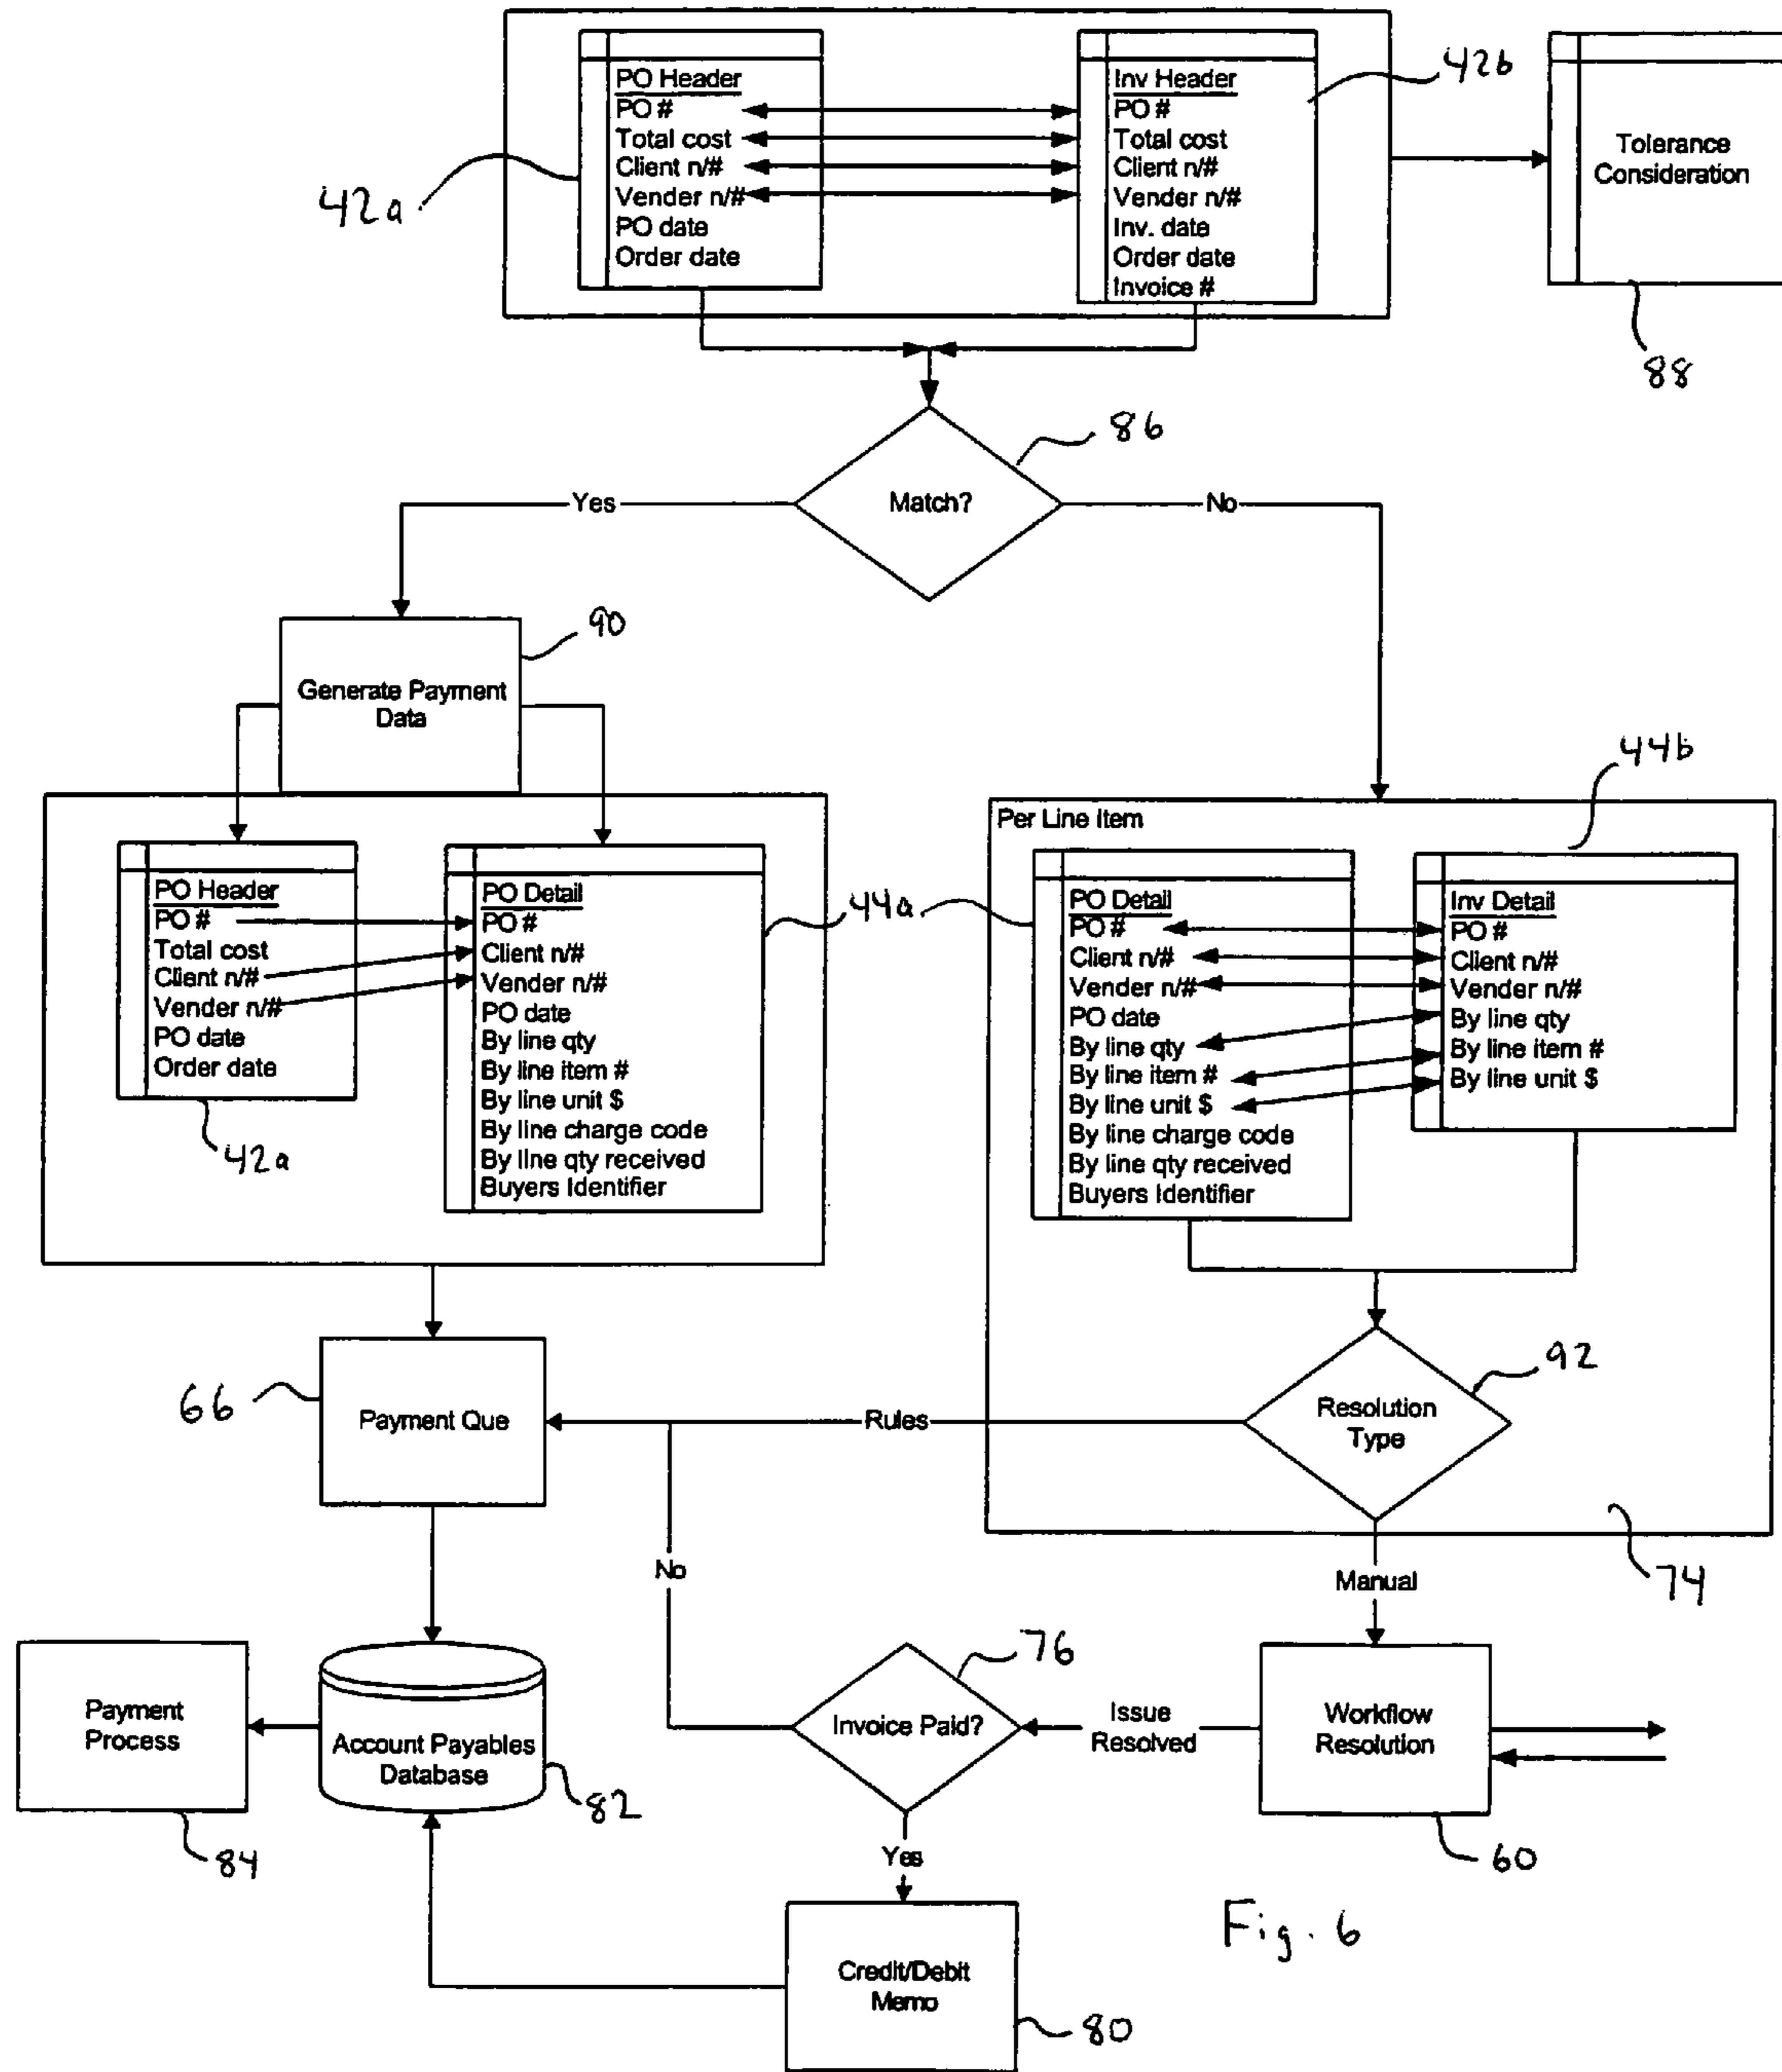 PO Header
PO #
Total cost
Client n/#
Vender n/#
PO date
Order date
42a
Inv Header
PO #
Total cost
Client n/#
Vender n/#
Inv. date
Order date
Invoice #
42b
Tolerance
Consideration
88
Match?
86
Yes
No
Generate Payment
Data
90
PO Header
PO #
Total cost
Client n/#
Vender n/#
PO date
Order date
42a
PO Detail
PO #
Client n/#
Vender n/#
PO date
By line qty
By line item #
By line unit $
By line charge code
By line qty received
Buyers Identifier
44a
Per Line Item
PO Detail
PO #
Client n/#
Vender n/#
PO date
By line qty
By line item #
By line unit $
By line charge code
By line qty received
Buyers Identifier
44b
Inv Detail
PO #
Client n/#
Vender n/#
By line qty
By line item #
By line unit $
Resolution
Type
92
74
Rules
Manual
66
Payment Que
No
Payment
Process
84
Account Payables
Database
82
Invoice Paid?
76
Issue
Resolved
Workflow
Resolution
60
Yes
Credit/Debit
Memo
80
Fig. 6